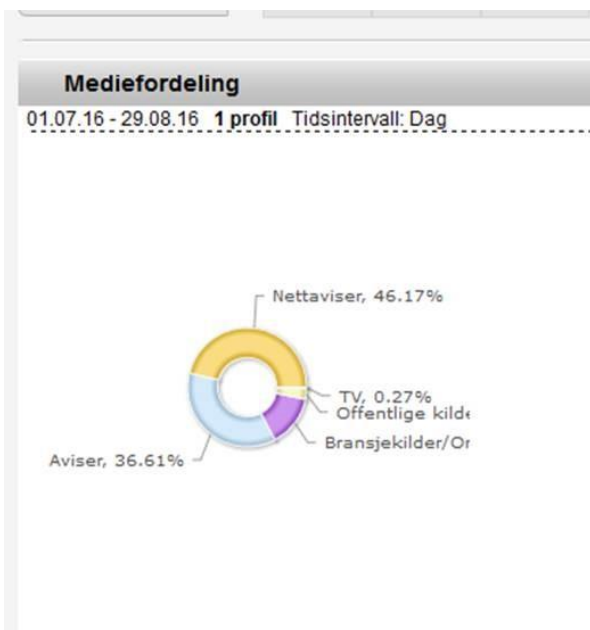 Mediefordeling
01.07.16 - 29.08.16 1 profil Tidsintervall: Dag
Nettaviser, 46.17%
TV, 0.27%
Offentlige kilde
Bransjekilder/Or
Aviser, 36.61%